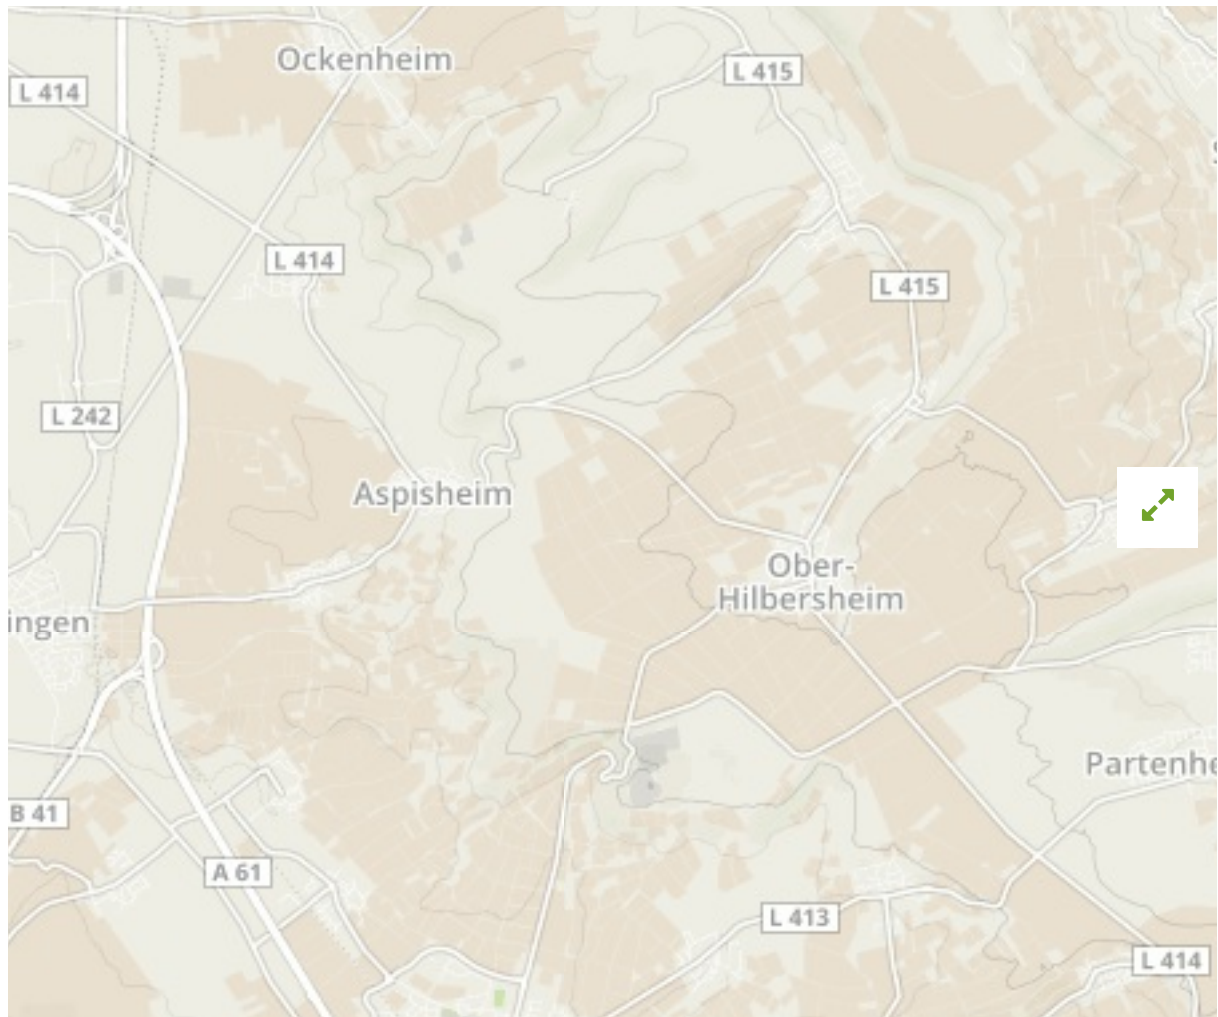 Ockenheim
L 415
L 414
L 414
L 415
L 242
Aspisheim
Ober-
Hilbersheim
ingen
Partenhe
B 41
A 61
L 413
L 414